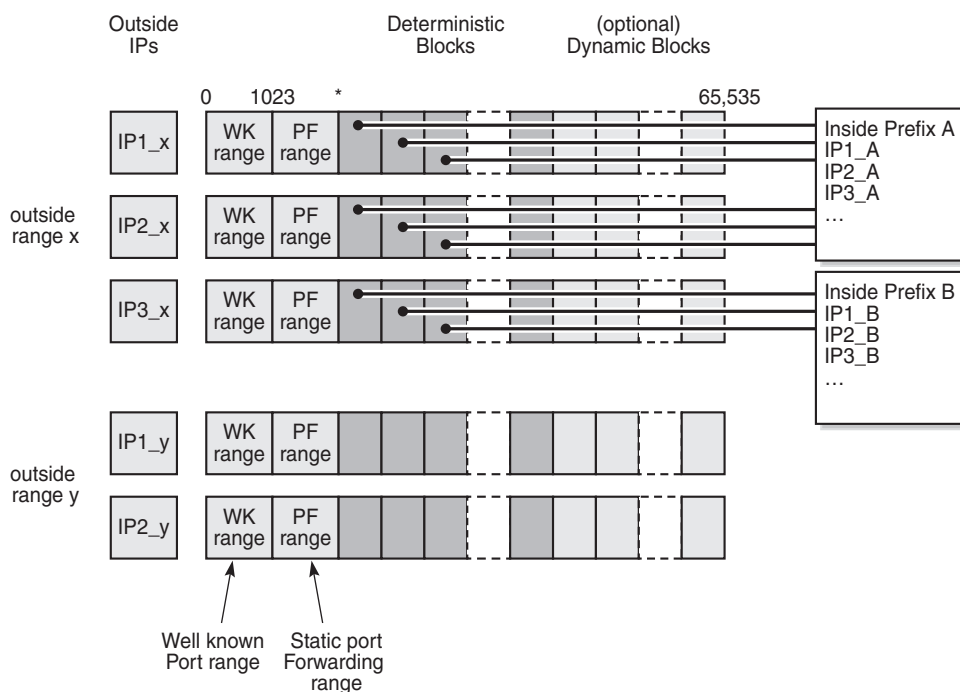 Outside
IPs
Deterministic
Blocks
(optional)
Dynamic Blocks
0
1023
*
65,535
IP1_x
WK
range
PF
range
Inside Prefix A
IP1_A
IP2_A
IP3_A
...
outside
range x
IP2_x
WK
range
PF
range
IP3_x
WK
range
PF
range
Inside Prefix B
IP1_B
IP2_B
IP3_B
...
outside
range y
IP1_y
WK
range
PF
range
IP2_y
WK
range
PF
range
Well known
Port range
Static port
Forwarding
range